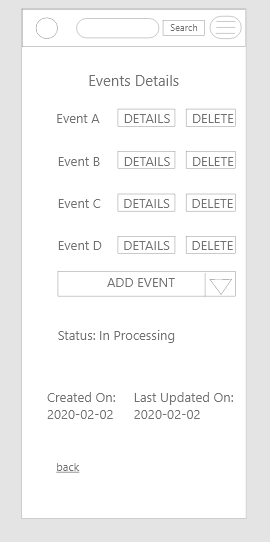 Search
Events Details
Event A DETAILS DELETE
Event B DETAILS DELETE
Event C DETAILS DELETE
Event D DETAILS DELETE
ADD EVENT
Status: In Processing
Created On: Last Updated On:
2020-02-02 2020-02-02
back